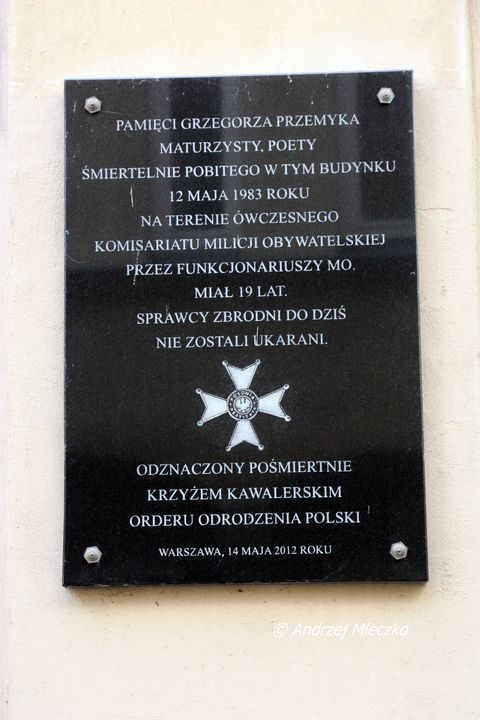 PAMIĘCI GRZEGORZA PRZEMYKA
MATURZYSTY, POETY
ŚMIERTELNIE POBITEGO W TYM BUDYNKU
12 MAJA 1983 ROKU
NA TERENIE ÓWCZESNEGO
KOMISARIATU MILICJI OBYWATELSKIEJ
PRZEZ FUNKCJONARIUSZY MO.
MIAŁ 19 LAT.
SPRAWCY ZBRODNI DO DZIŚ
NIE ZOSTALI UKARANI.
ODZNACZONY POŚMIERTNIE
KRZYŻEM KAWALERSKIM
ORDERU ODRODZENIA POLSKI
WARSZAWA, 14 MAJA 2012 ROKU
© Andrzej Mleczko